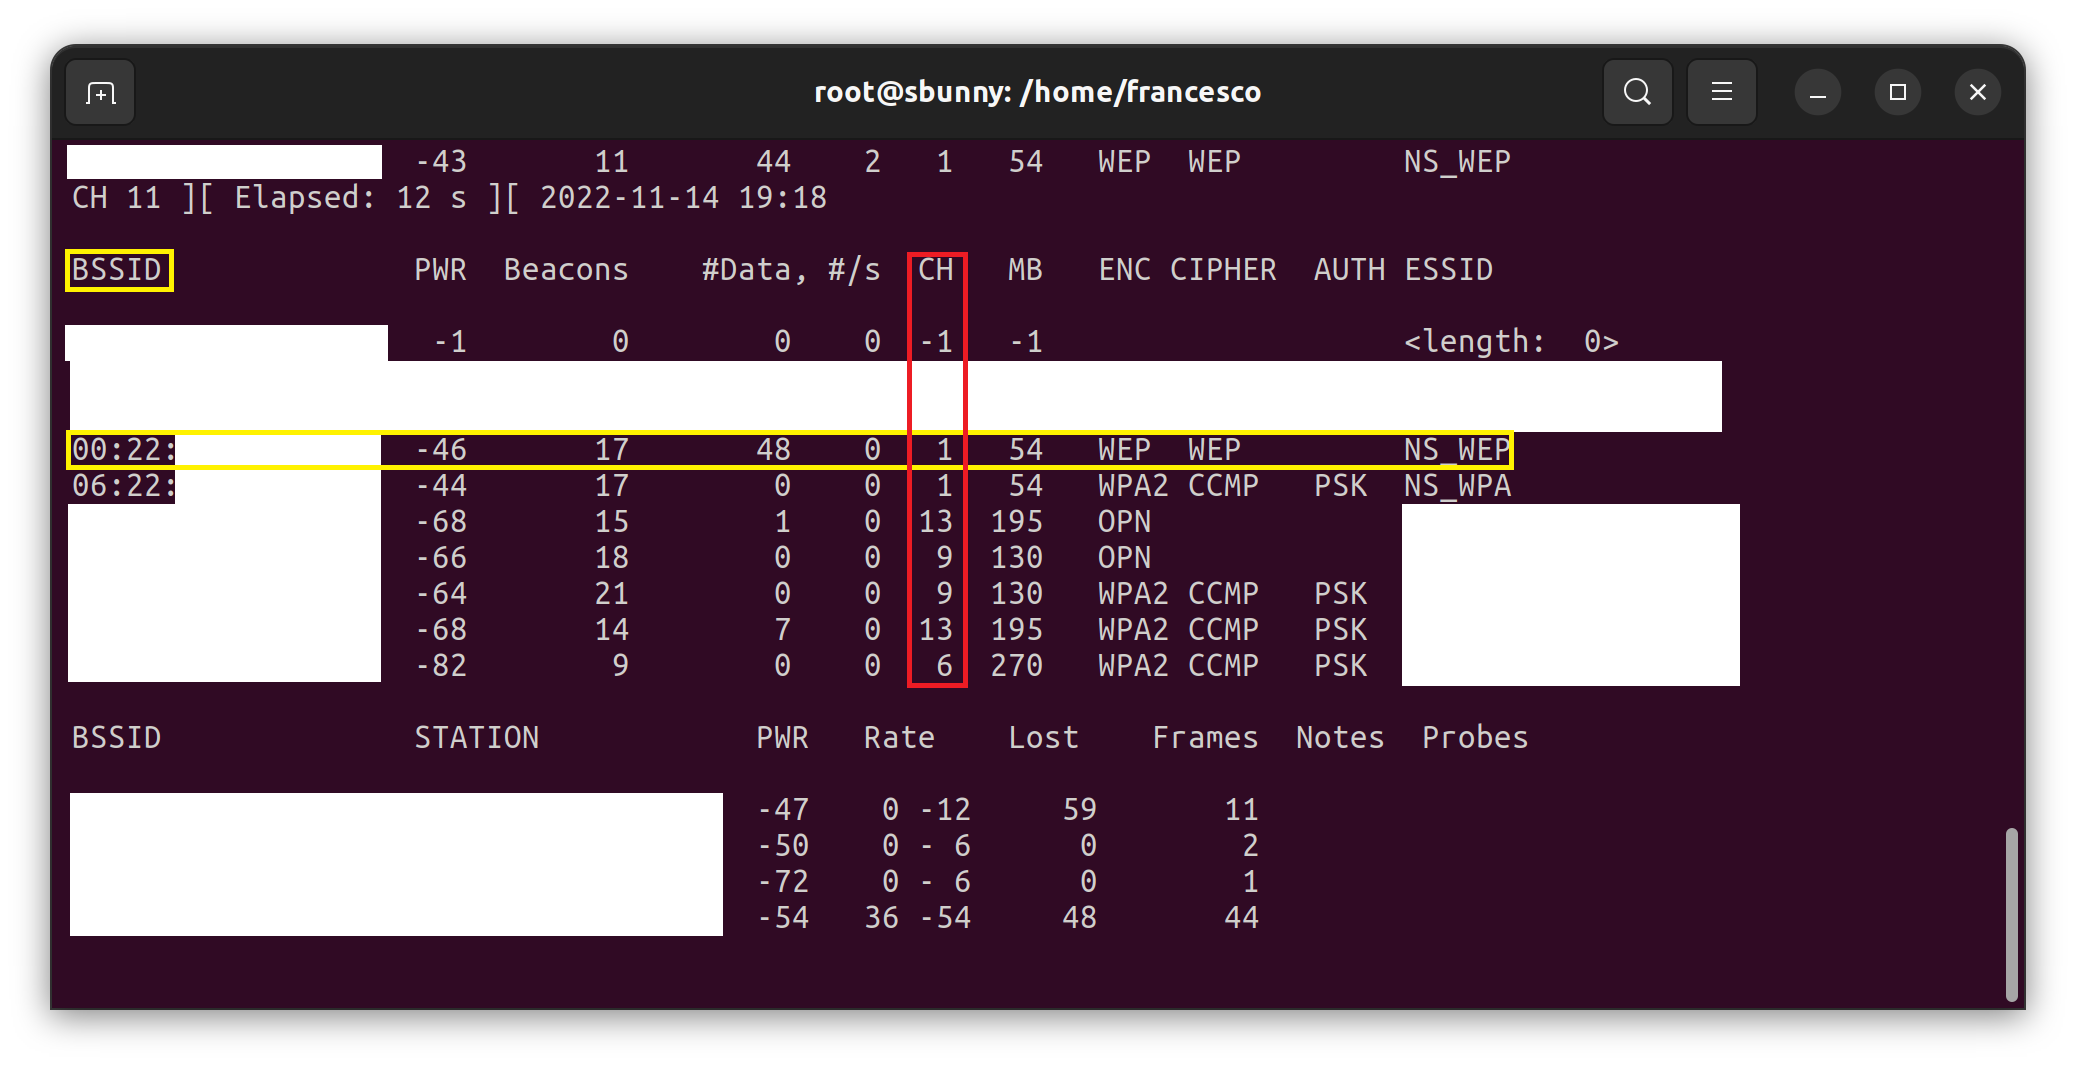 root@sbunny: /home/francesco
-43 11 44 2 1 54 WEP WEP NS_WEP
CH 11 ][ Elapsed: 12 s ][ 2022-11-14 19:18
BSSID PWR Beacons #Data, #/s CH MB ENC CIPHER AUTH ESSID
-1 0 0 0 -1 -1 <length: 0>
00:22: -46 17 48 0 1 54 WEP WEP NS_WEP
06:22: -44 17 0 0 1 54 WPA2 CCMP PSK NS_WPA
-68 15 1 0 13 195 OPN
-66 18 0 0 9 130 OPN
-64 21 0 0 9 130 WPA2 CCMP PSK
-68 14 7 0 13 195 WPA2 CCMP PSK
-82 9 0 0 6 270 WPA2 CCMP PSK
BSSID STATION PWR Rate Lost Frames Notes Probes
-47 0 -12 59 11
-50 0 - 6 0 2
-72 0 - 6 0 1
-54 36 -54 48 44